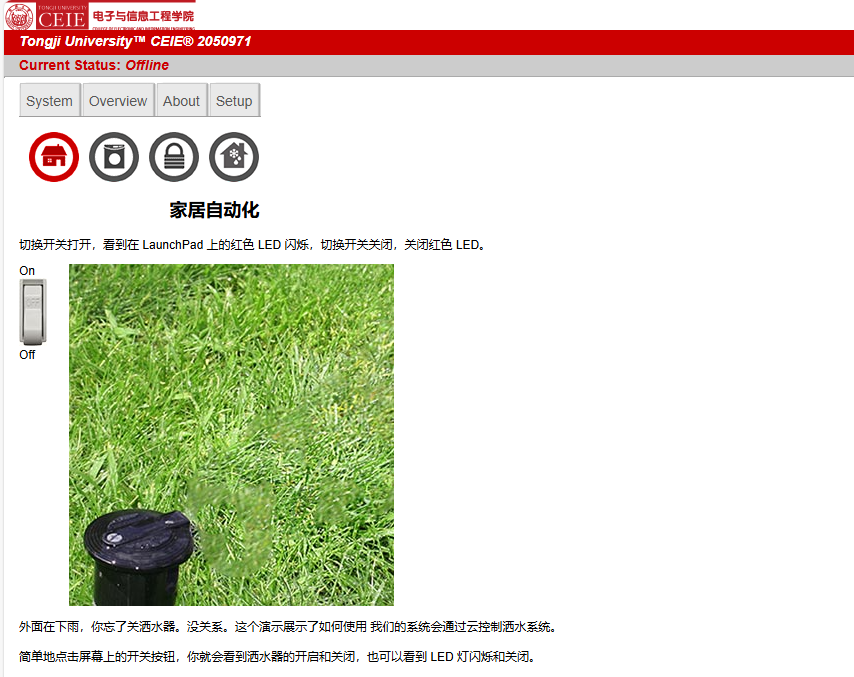 TONGJI UNIVERSITY
CEIE 电子与信息工程学院
Tongji University™ CEIE® 2050971
Current Status: Offline
System Overview About Setup
家居自动化
切换开关打开，看到在 LaunchPad 上的红色 LED 闪烁，切换开关关闭，关闭红色 LED。
On
Off
外面在下雨，你忘了关洒水器。没关系。这个演示展示了如何使用 我们的系统会通过云控制洒水系统。
简单地点击屏幕上的开关按钮，你就会看到洒水器的开启和关闭，也可以看到 LED 灯闪烁和关闭。